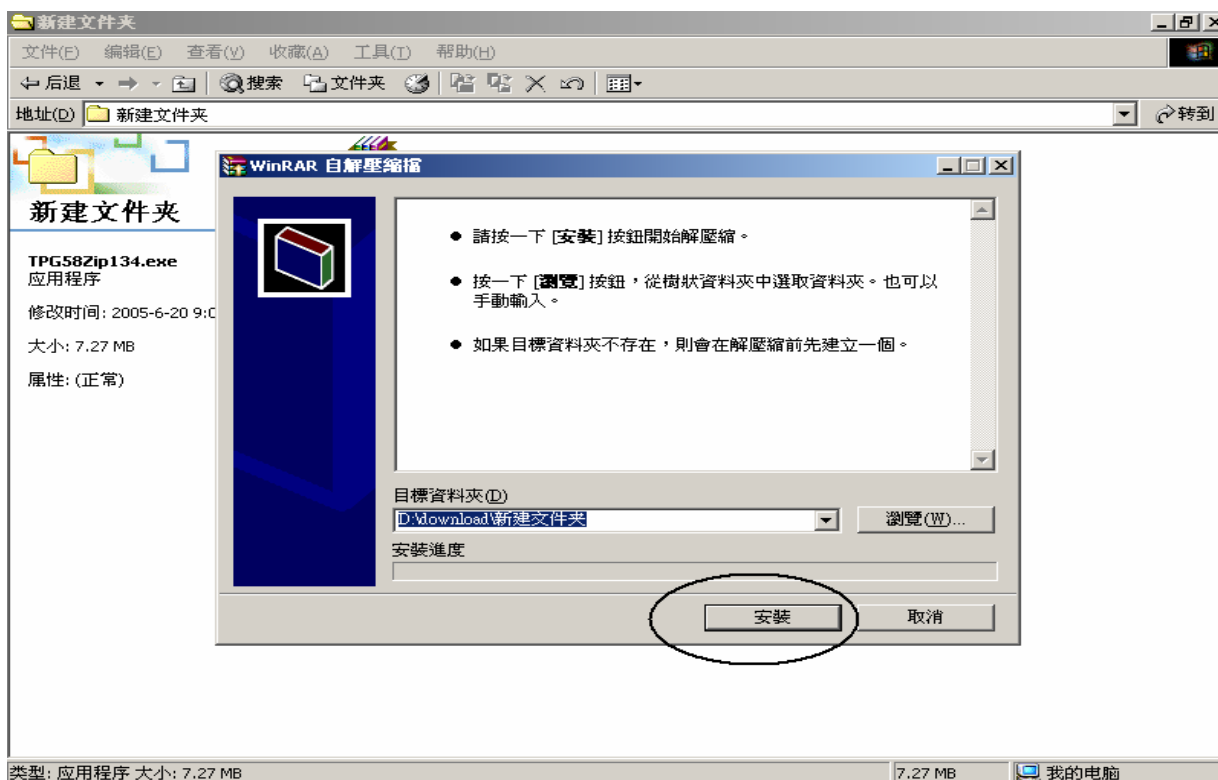 新建文件夹
文件(F) 编辑(E) 查看(V) 收藏(A) 工具(T) 帮助(H)
后退 搜索 文件夹
地址(D) 新建文件夹 转到
WinRAR 自解壓縮檔
新建文件夹
TPG58Zip134.exe
应用程序
修改时间: 2005-6-20 9:0
大小: 7.27 MB
属性: (正常)
● 請按一下 [安裝] 按鈕開始解壓縮。
● 按一下 [瀏覽] 按鈕，從樹狀資料夾中選取資料夾。也可以
手動輸入。
● 如果目標資料夾不存在，則會在解壓縮前先建立一個。
目標資料夾(D)
D:\download\新建文件夹 瀏覽(W)...
安裝進度
安裝 取消
类型: 应用程序 大小: 7.27 MB 7.27 MB 我的电脑